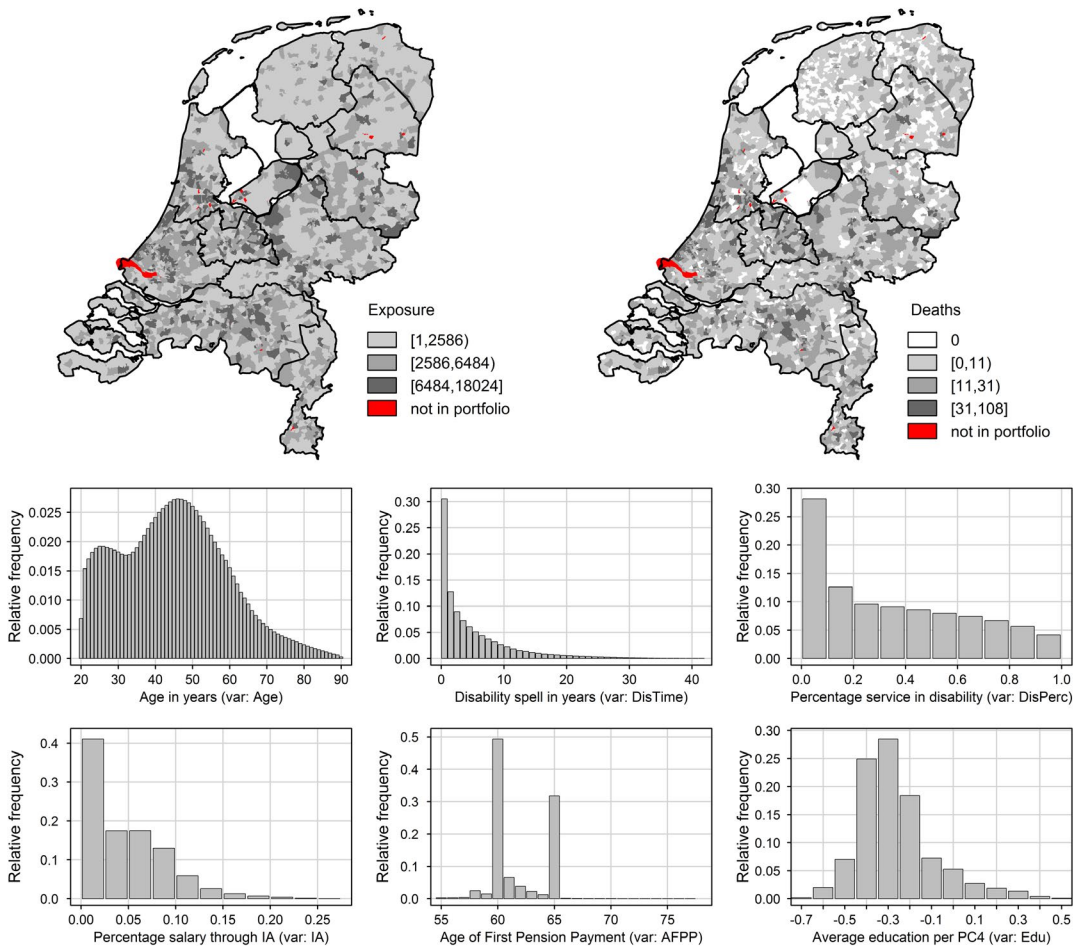 Exposure
[1,2586)
[2586,6484)
[6484,18024]
not in portfolio
Deaths
0
[0,11)
[11,31)
[31,108]
not in portfolio
Relative frequency
0.025
0.020
0.015
0.010
0.005
0.000
20 30 40 50 60 70 80 90
Age in years (var: Age)
Relative frequency
0.30
0.25
0.20
0.15
0.10
0.05
0.00
0 10 20 30 40
Disability spell in years (var: DisTime)
Relative frequency
0.30
0.25
0.20
0.15
0.10
0.05
0.00
0.0 0.2 0.4 0.6 0.8 1.0
Percentage service in disability (var: DisPerc)
Relative frequency
0.4
0.3
0.2
0.1
0.0
0.00 0.05 0.10 0.15 0.20 0.25
Percentage salary through IA (var: IA)
Relative frequency
0.5
0.4
0.3
0.2
0.1
0.0
55 60 65 70 75
Age of First Pension Payment (var: AFPP)
Relative frequency
0.30
0.25
0.20
0.15
0.10
0.05
0.00
-0.7 -0.5 -0.3 -0.1 0.1 0.3 0.5
Average education per PC4 (var: Edu)